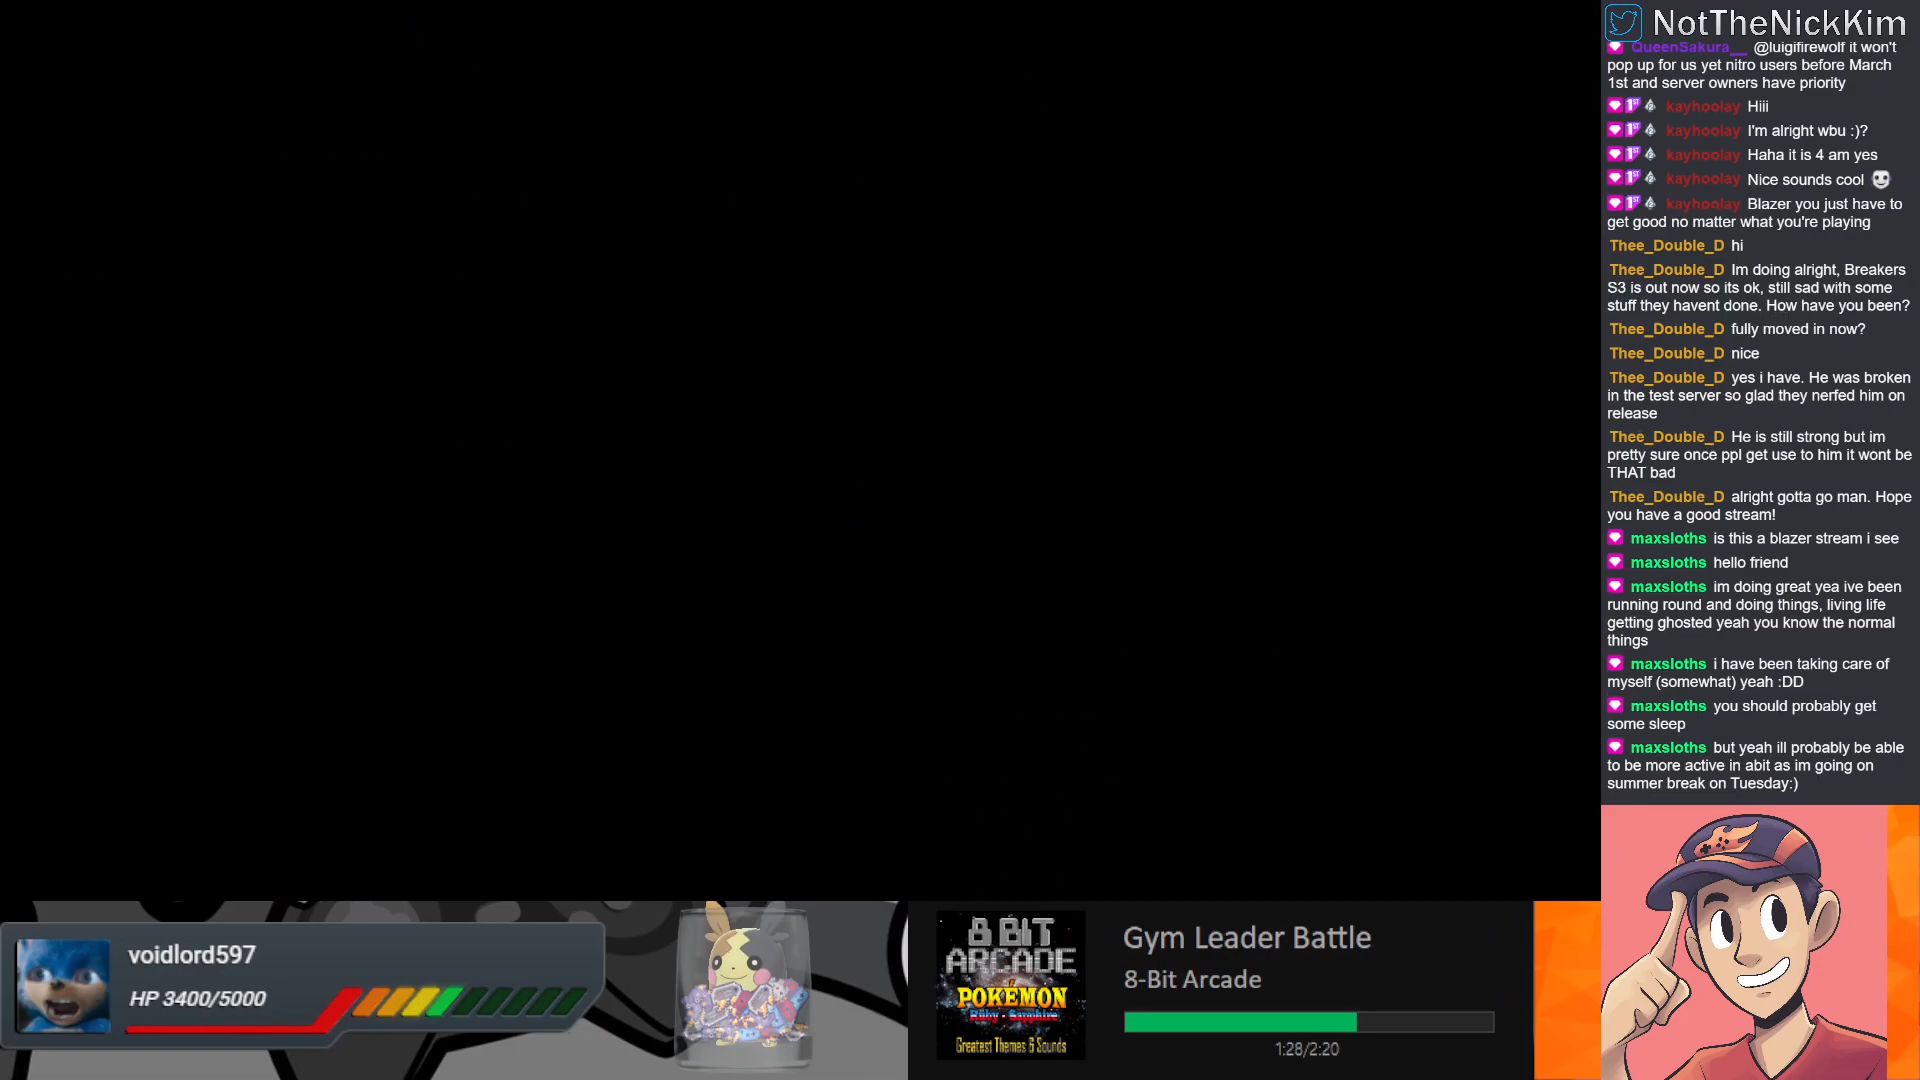 NotTheNickKim
QueenSakura__ @luigifirewolf it won't
pop up for us yet nitro users before March
1st and server owners have priority
kayhoolay Hiii
kayhoolay I'm alright wbu :)?
kayhoolay Haha it is 4 am yes
kayhoolay Nice sounds cool
kayhoolay Blazer you just have to
get good no matter what you're playing
Thee_Double_D hi
Thee_Double_D Im doing alright, Breakers
S3 is out now so its ok, still sad with some
stuff they havent done. How have you been?
Thee_Double_D fully moved in now?
Thee_Double_D nice
Thee_Double_D yes i have. He was broken
in the test server so glad they nerfed him on
release
Thee_Double_D He is still strong but im
pretty sure once ppl get use to him it wont be
THAT bad
Thee_Double_D alright gotta go man. Hope
you have a good stream!
maxsloths is this a blazer stream i see
maxsloths hello friend
maxsloths im doing great yea ive been
running round and doing things, living life
getting ghosted yeah you know the normal
things
maxsloths i have been taking care of
myself (somewhat) yeah :DD
maxsloths you should probably get
some sleep
maxsloths but yeah ill probably be able
to be more active in abit as im going on
summer break on Tuesday:)
voidlord597
HP 3400/5000
8 BIT
ARCADE
POKÉMON
Ruby - Sapphire
Greatest Themes & Sounds
Gym Leader Battle
8-Bit Arcade
1:28/2:20